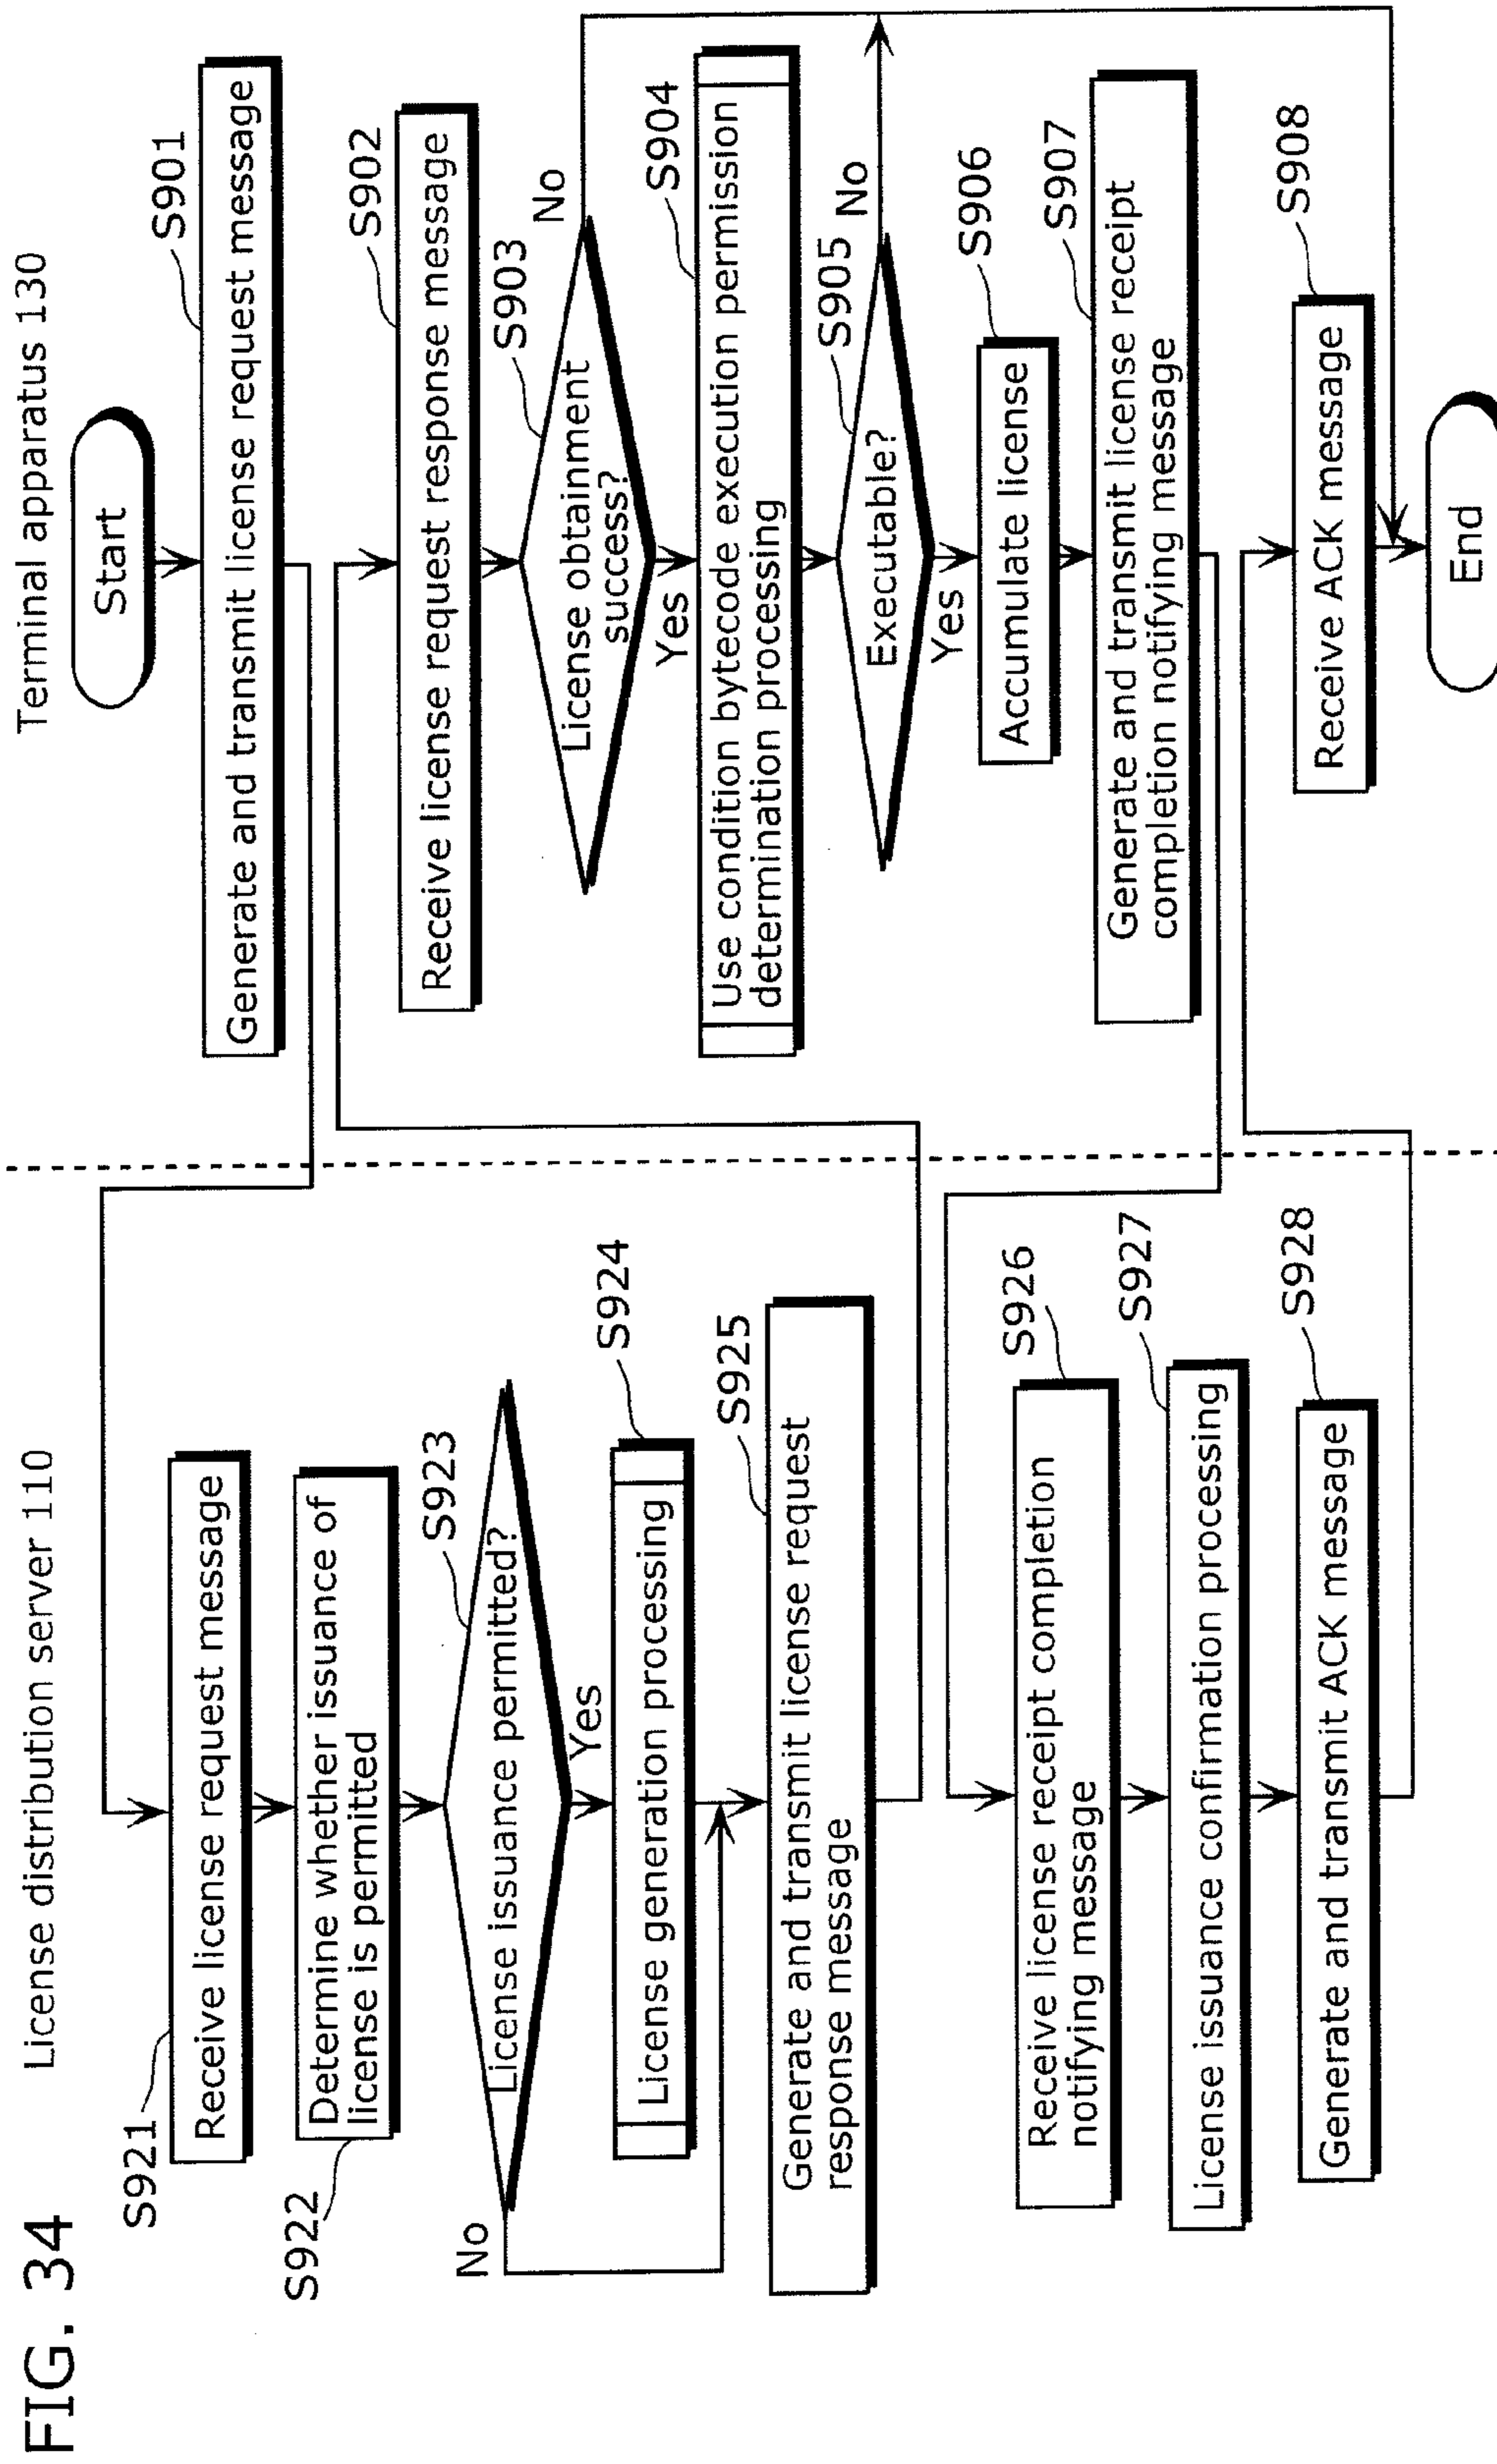 FIG. 34
License distribution server 110
Terminal apparatus 130
Start
S901
Generate and transmit license request message
S921
Receive license request message
S922
Determine whether issuance of
license is permitted
S923
License issuance permitted?
No
Yes
S924
License generation processing
S925
Generate and transmit license request
response message
S902
Receive license request response message
S903
License obtainment
success?
No
Yes
S904
Use condition bytecode execution permission
determination processing
S905
Executable?
No
Yes
S906
Accumulate license
S907
Generate and transmit license receipt
completion notifying message
S926
Receive license receipt completion
notifying message
S927
License issuance confirmation processing
S928
Generate and transmit ACK message
S908
Receive ACK message
End